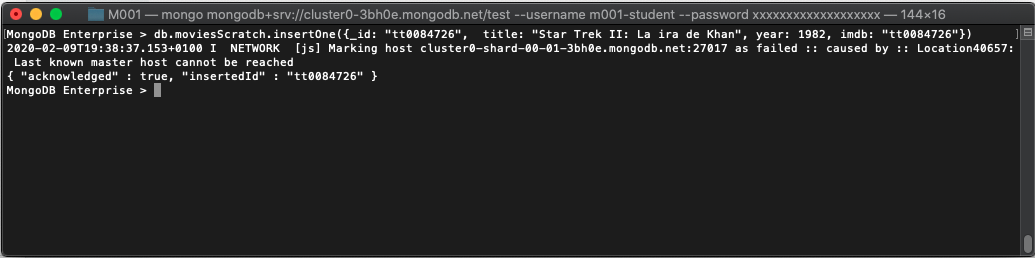 M001 — mongo mongodb+srv://cluster0-3bh0e.mongodb.net/test --username m001-student --password xxxxxxxxxxxxxxxxxxx — 144×16
MongoDB Enterprise > db.moviesScratch.insertOne({_id: "tt0084726",  title: "Star Trek II: La ira de Khan", year: 1982, imdb: "tt0084726"})
2020-02-09T19:38:37.153+0100 I  NETWORK  [js] Marking host cluster0-shard-00-01-3bh0e.mongodb.net:27017 as failed :: caused by :: Location40657:
 Last known master host cannot be reached
{ "acknowledged" : true, "insertedId" : "tt0084726" }
MongoDB Enterprise >